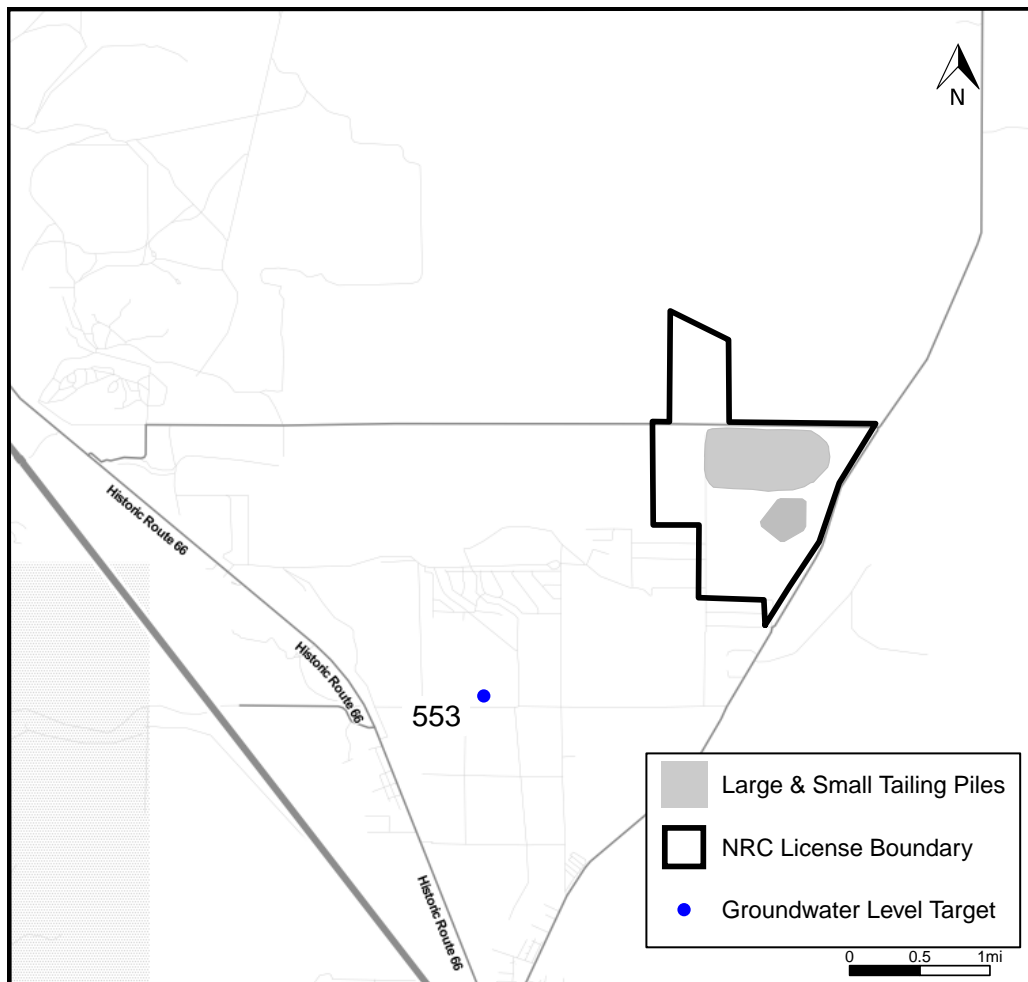 N
Historic Route 66
Historic Route 66
553
Historic Route 66
Large & Small Tailing Piles
NRC License Boundary
Groundwater Level Target
0 0.5 1mi